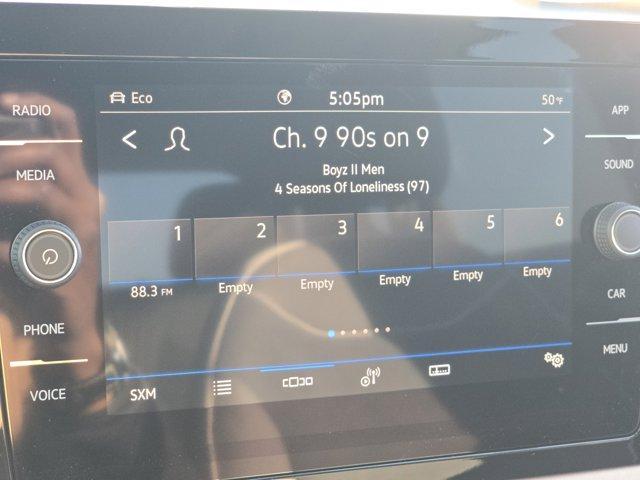 RADIO
MEDIA
PHONE
VOICE
Eco
5:05pm
50°F
Ch. 9 90s on 9
Boyz II Men
4 Seasons Of Loneliness (97)
1 2 3 4 5 6
88.3 FM Empty Empty Empty Empty Empty
SXM
APP
SOUND
CAR
MENU